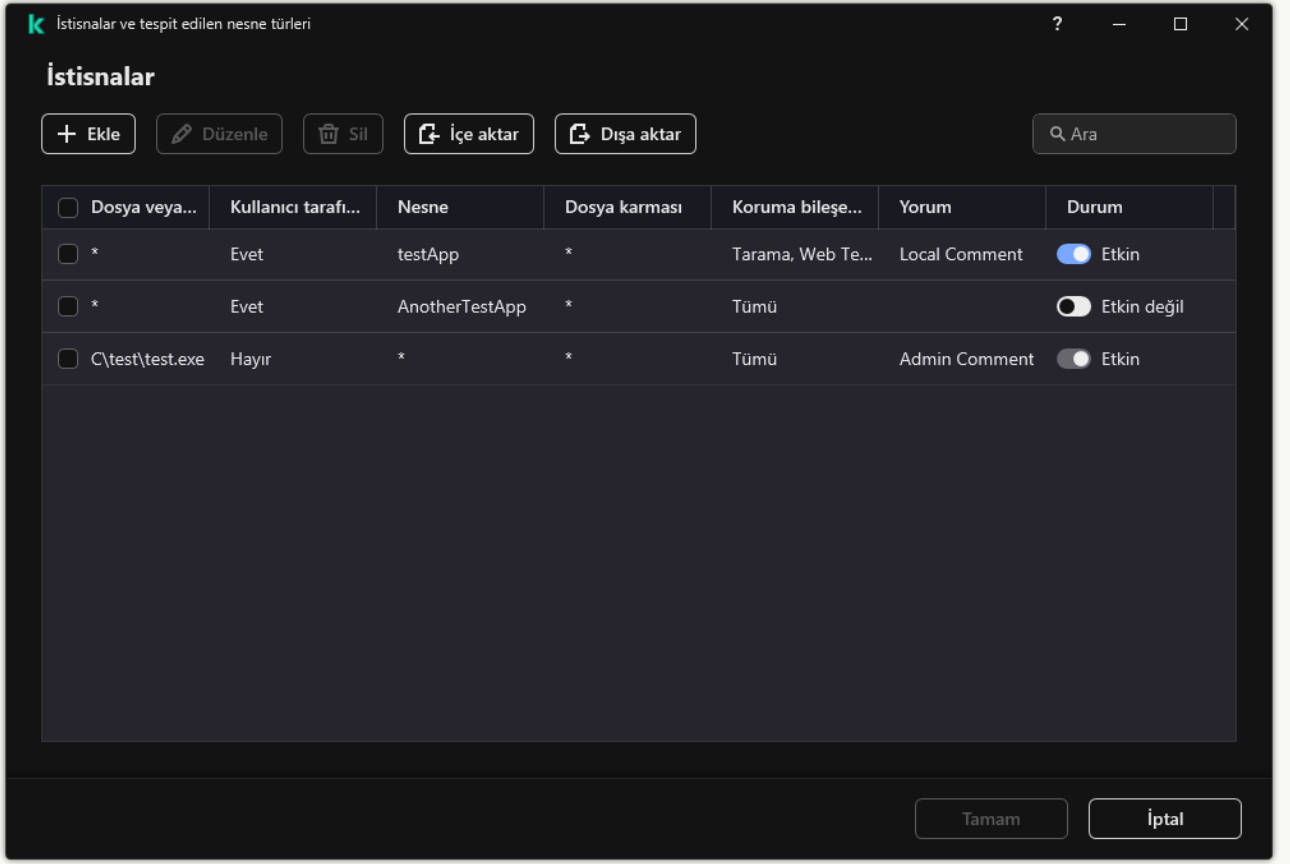 İstisnalar ve tespit edilen nesne türleri ?
İstisnalar
Ekle Düzenle Sil İçe aktar Dışa aktar Ara
Dosya veya... Kullanıcı tarafı... Nesne Dosya karması Koruma bileşe... Yorum Durum
* Evet testApp * Tarama, Web Te... Local Comment Etkin
* Evet AnotherTestApp * Tümü Etkin değil
C\test\test.exe Hayır * * Tümü Admin Comment Etkin
Tamam İptal